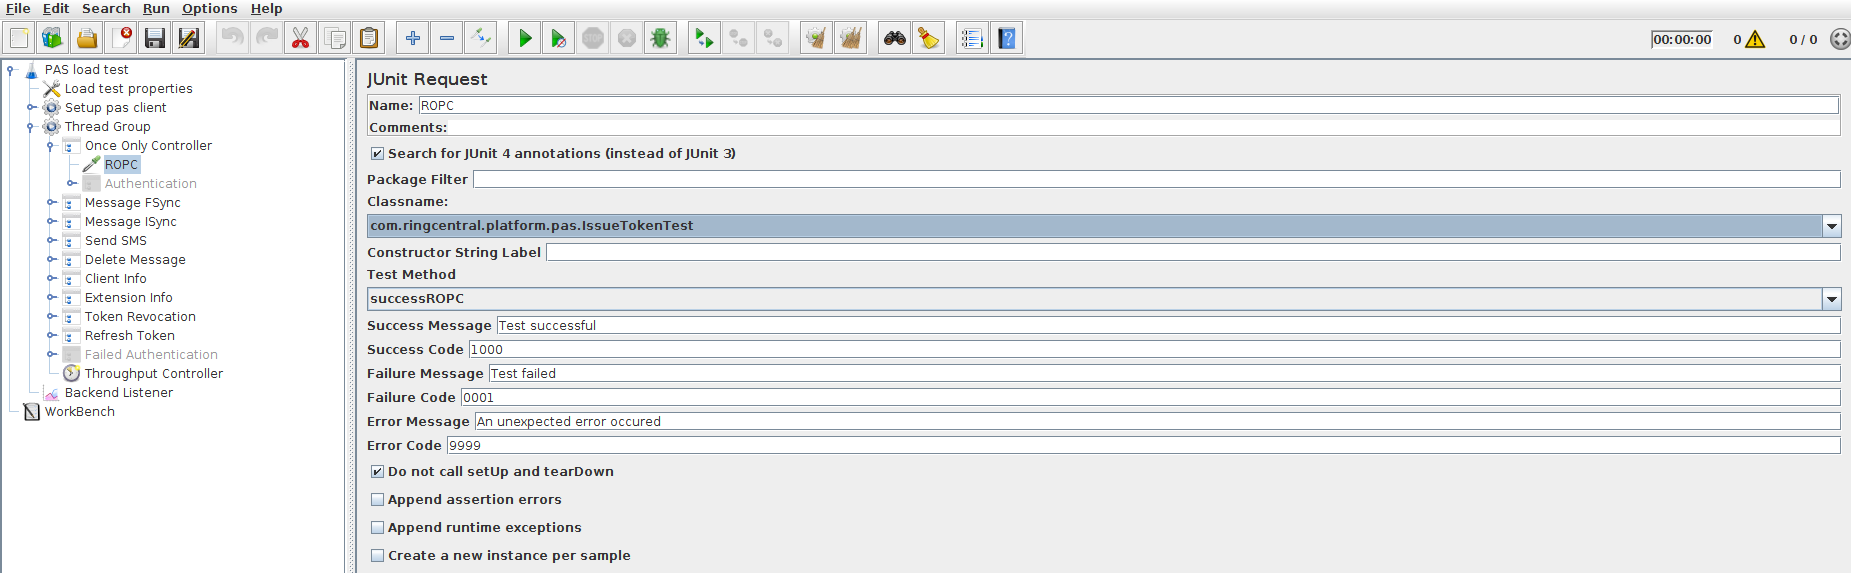 File Edit Search Run Options Help
00:00:00 0 0 / 0
PAS load test
Load test properties
Setup pas client
Thread Group
Once Only Controller
ROPC
Authentication
Message FSync
Message ISync
Send SMS
Delete Message
Client Info
Extension Info
Token Revocation
Refresh Token
Failed Authentication
Throughput Controller
Backend Listener
WorkBench
JUnit Request
Name: ROPC
Comments:
Search for JUnit 4 annotations (instead of JUnit 3)
Package Filter
Classname:
com.ringcentral.platform.pas.IssueTokenTest
Constructor String Label
Test Method
successROPC
Success Message Test successful
Success Code 1000
Failure Message Test failed
Failure Code 0001
Error Message An unexpected error occured
Error Code 9999
Do not call setUp and tearDown
Append assertion errors
Append runtime exceptions
Create a new instance per sample